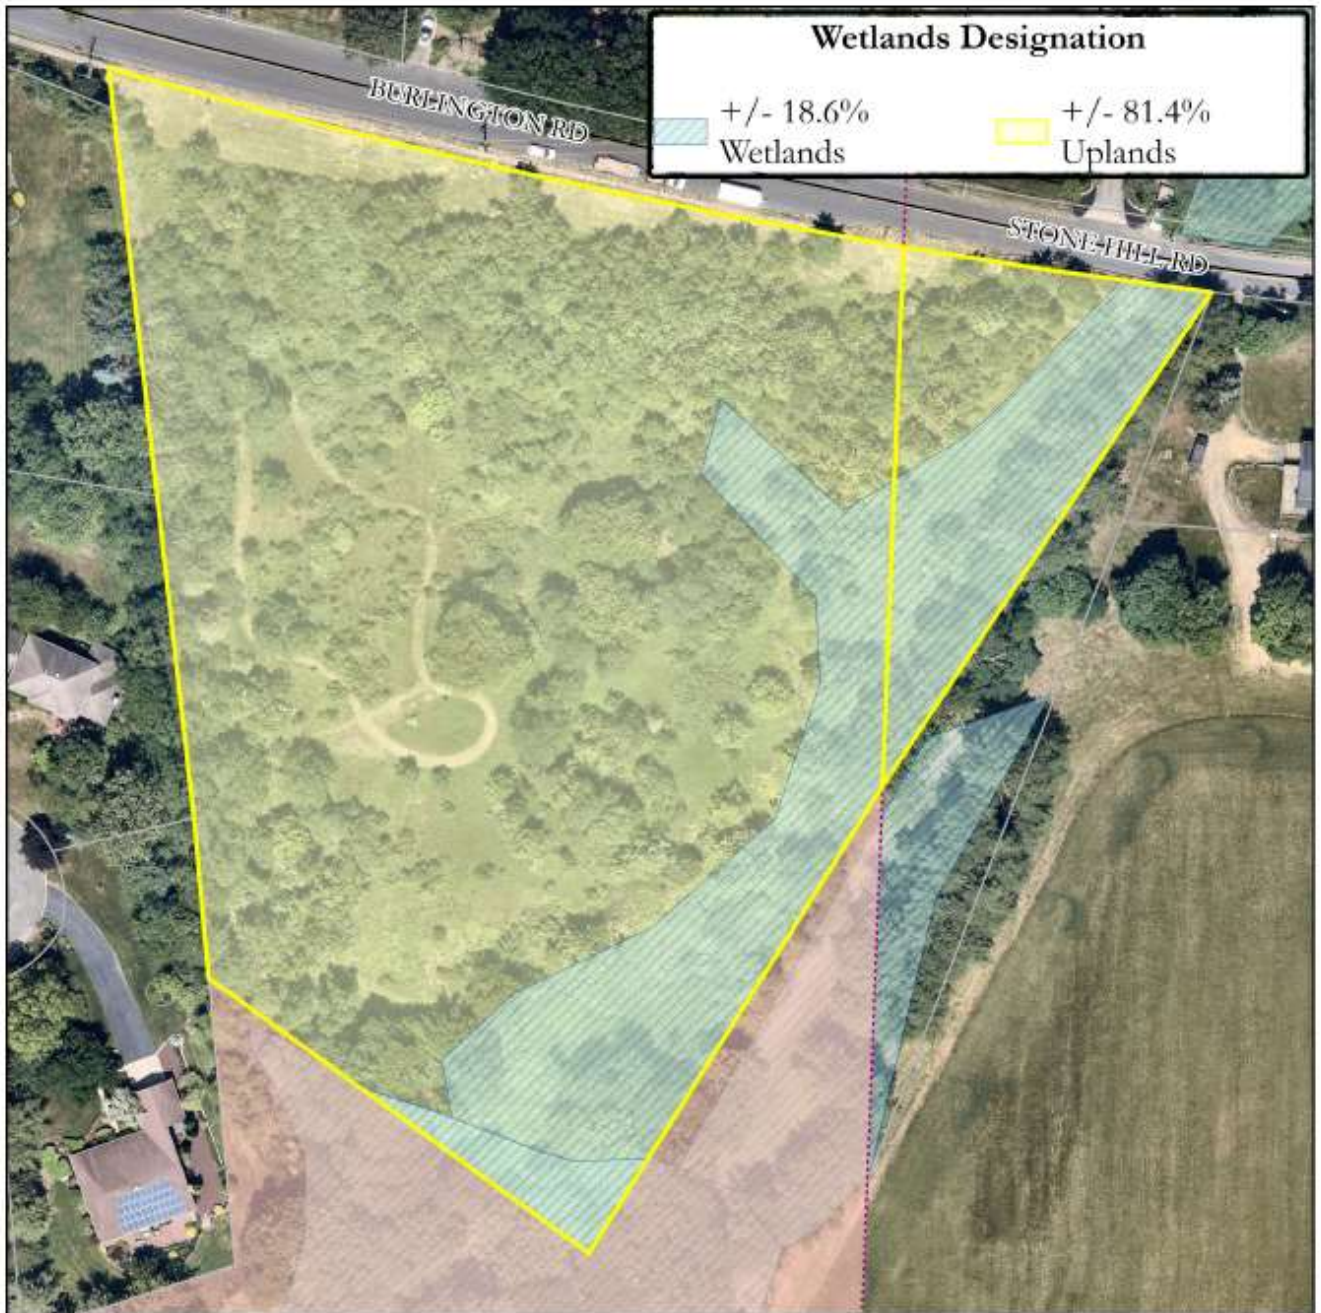 Wetlands Designation
+/- 18.6%
Wetlands
+/- 81.4%
Uplands
BURLINGTON RD
STONE HILL RD